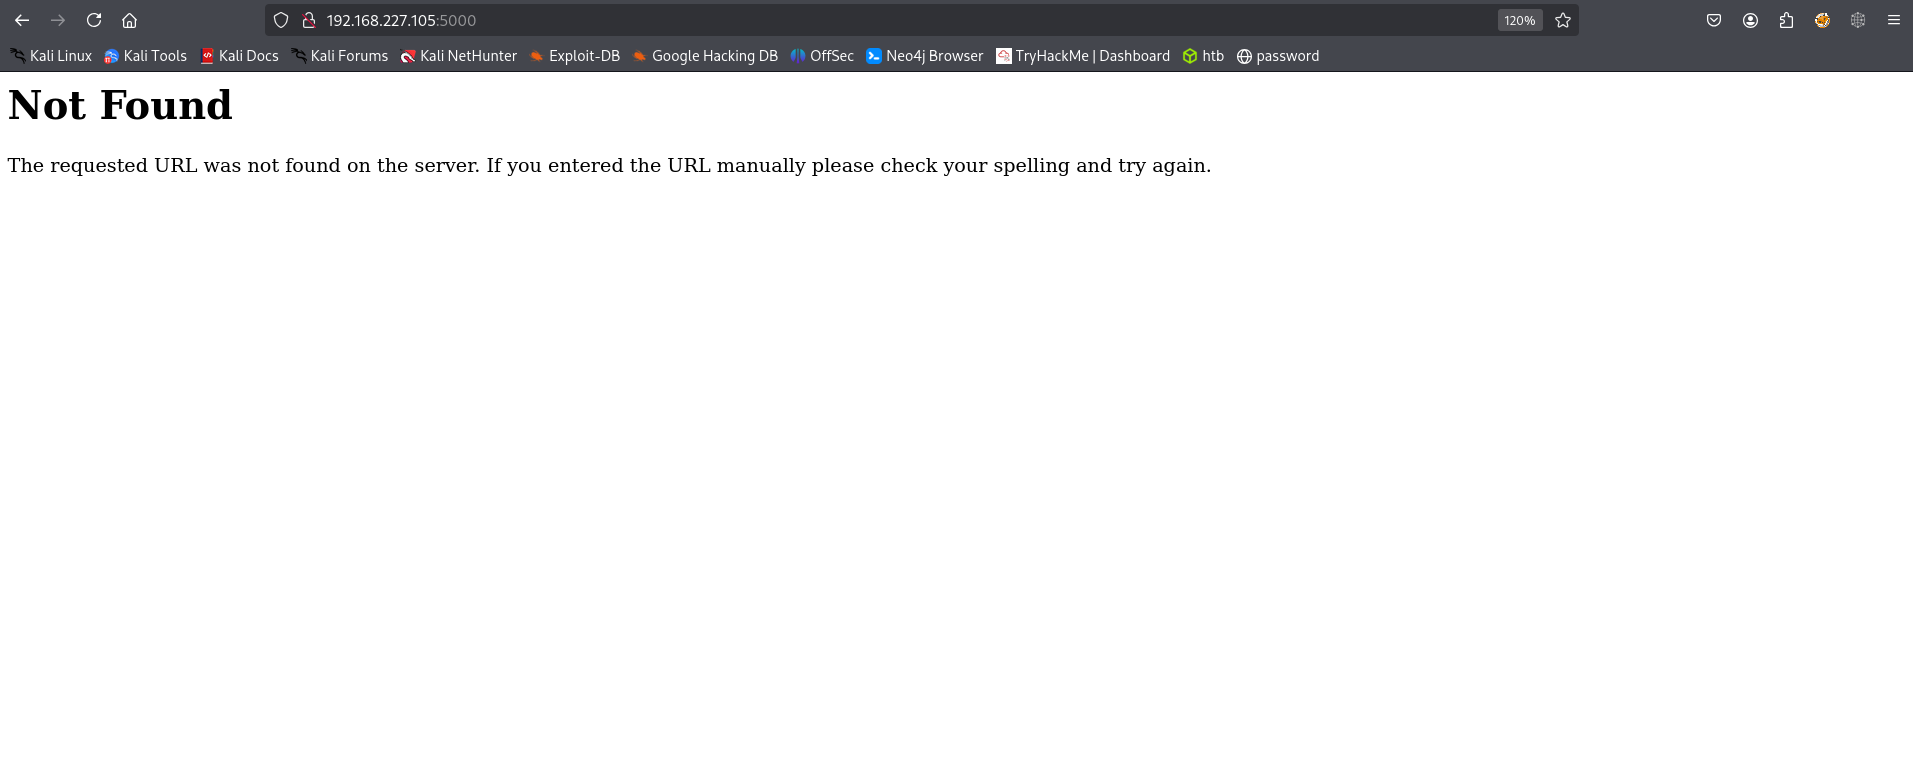 192.168.227.105:5000
120%
Kali Linux Kali Tools Kali Docs Kali Forums Kali NetHunter Exploit-DB Google Hacking DB OffSec Neo4j Browser TryHackMe | Dashboard htb password
Not Found
The requested URL was not found on the server. If you entered the URL manually please check your spelling and try again.